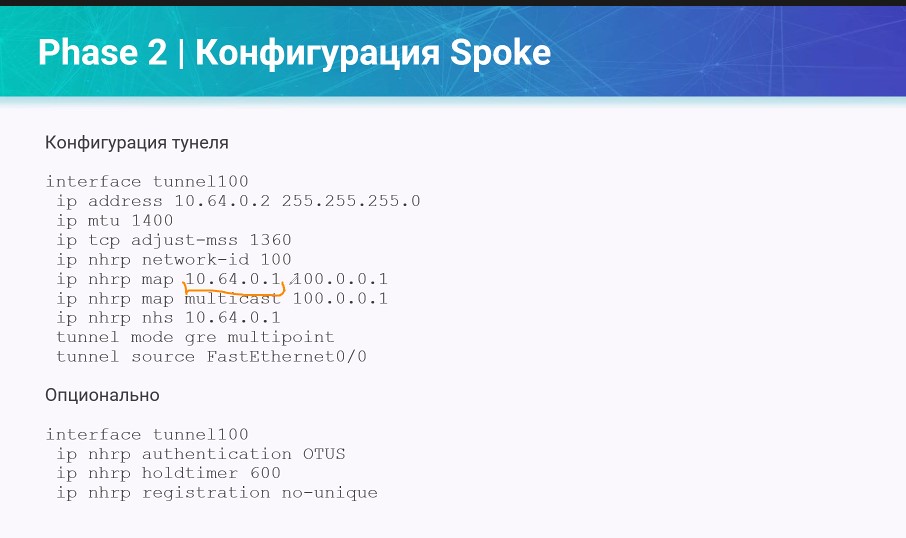 Phase 2 | Конфигурация Spoke
Конфигурация тунеля
interface tunnel100
ip address 10.64.0.2 255.255.255.0
ip mtu 1400
ip tcp adjust-mss 1360
ip nhrp network-id 100
ip nhrp map 10.64.0.1 100.0.0.1
ip nhrp map multicast 100.0.0.1
ip nhrp nhs 10.64.0.1
tunnel mode gre multipoint
tunnel source FastEthernet0/0
Опционально
interface tunnel100
ip nhrp authentication OTUS
ip nhrp holdtimer 600
ip nhrp registration no-unique